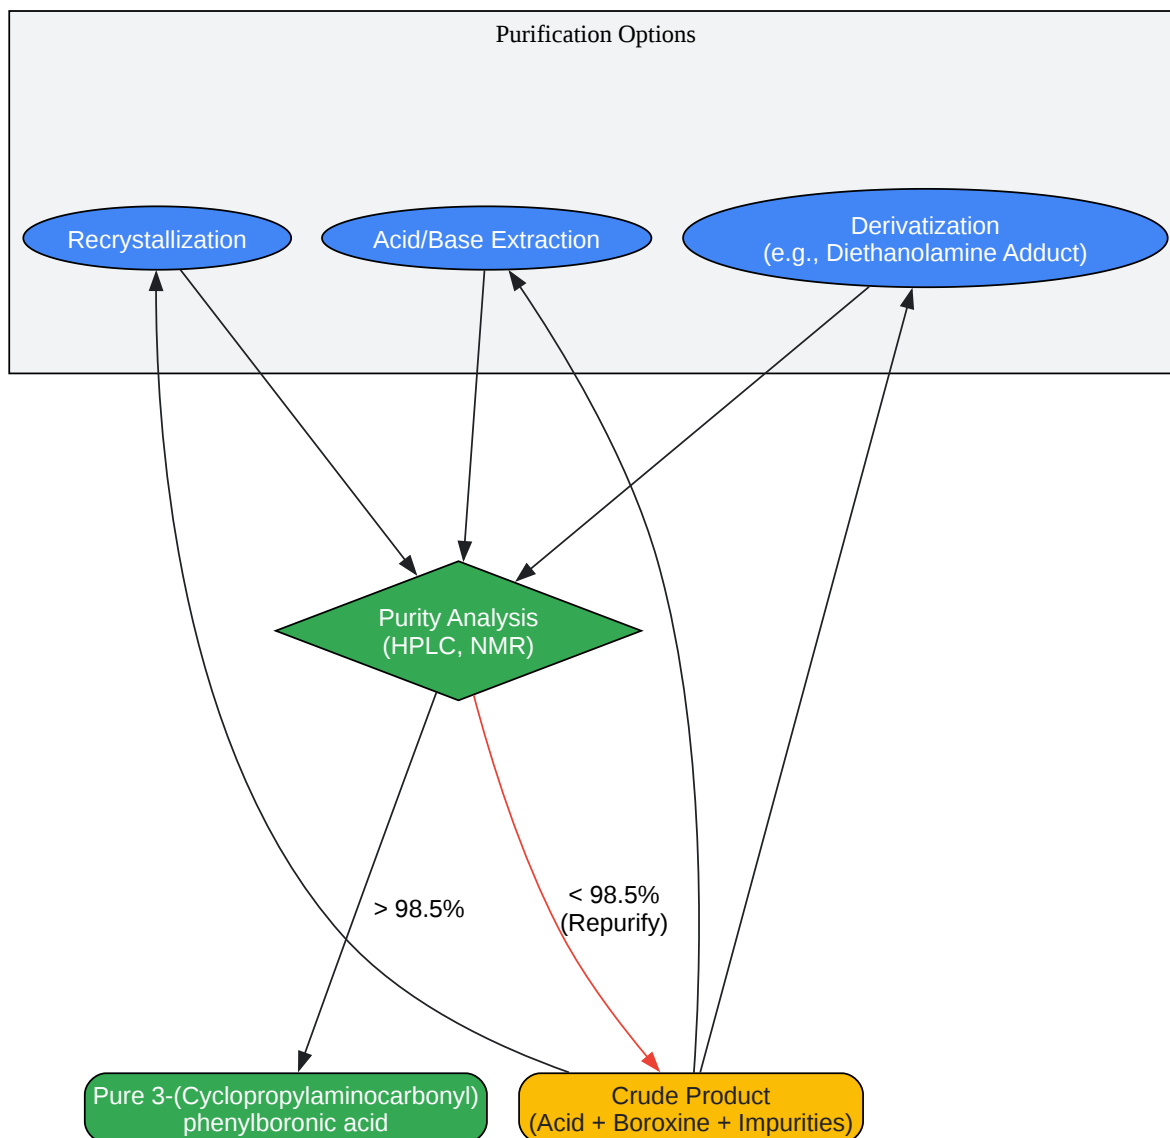 Purification Options
Recrystallization
Acid/Base Extraction
Derivatization
(e.g., Diethanolamine Adduct)
Purity Analysis
(HPLC, NMR)
> 98.5%
< 98.5%
(Repurify)
Pure 3-(Cyclopropylaminocarbonyl)
phenylboronic acid
Crude Product
(Acid + Boroxine + Impurities)